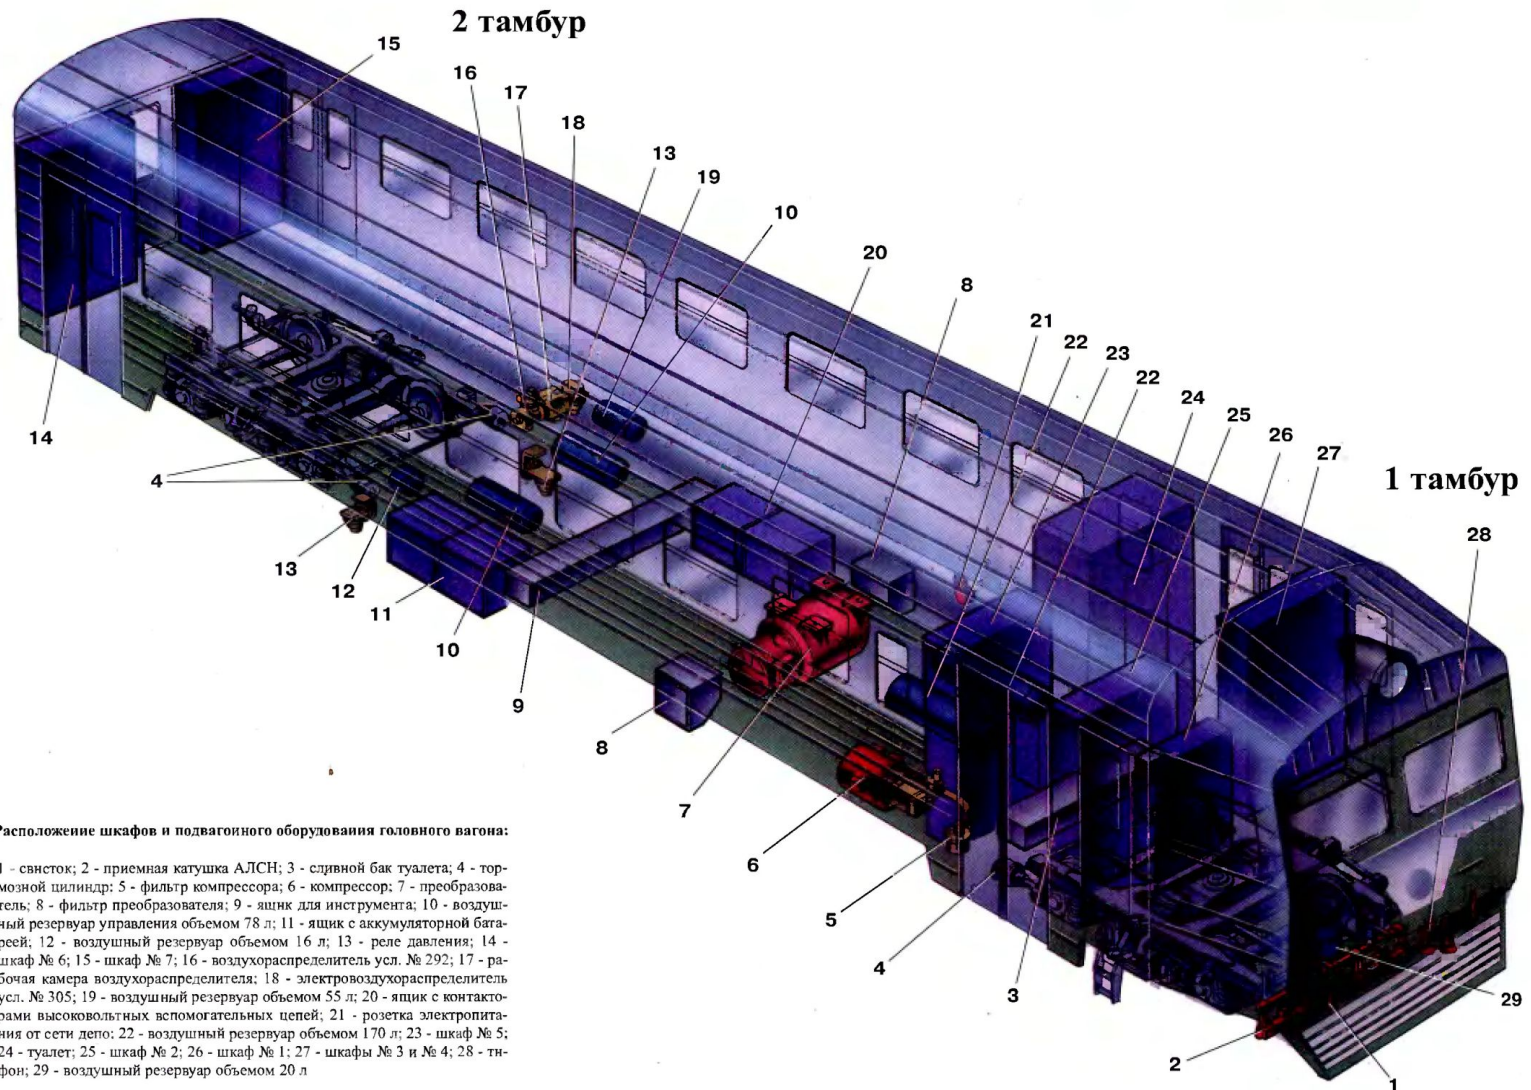 2 тамбур
15
16
17
18
13
19
10
20
8
21
22
23
22
24
25
26
27
1 тамбур
28
14
4
13
12
11
10
9
8
7
6
5
4
3
2
1
29
Расположение шкафов и подвагонного оборудования головного вагона:
1 - свисток; 2 - приемная катушка АЛСН; 3 - сливной бак туалета; 4 - тор-
мозной цилиндр: 5 - фильтр компрессора; 6 - компрессор; 7 - преобразова-
тель; 8 - фильтр преобразователя; 9 - ящик для инструмента; 10 - воздуш-
ный резервуар управления объемом 78 л; 11 - ящик с аккумуляторной бата-
реей; 12 - воздушный резервуар объемом 16 л; 13 - реле давления; 14 -
шкаф № 6; 15 - шкаф № 7; 16 - воздухораспределитель усл. № 292; 17 - ра-
бочая камера воздухораспределителя; 18 - электровоздухораспределитель
усл. № 305; 19 - воздушный резервуар объемом 55 л; 20 - ящик с контакто-
рами высоковольтных вспомогательных цепей; 21 - розетка электропита-
ния от сети депо; 22 - воздушный резервуар объемом 170 л; 23 - шкаф № 5;
24 - туалет; 25 - шкаф № 2; 26 - шкаф № 1; 27 - шкафы № 3 и № 4; 28 - ти-
фон; 29 - воздушный резервуар объемом 20 л